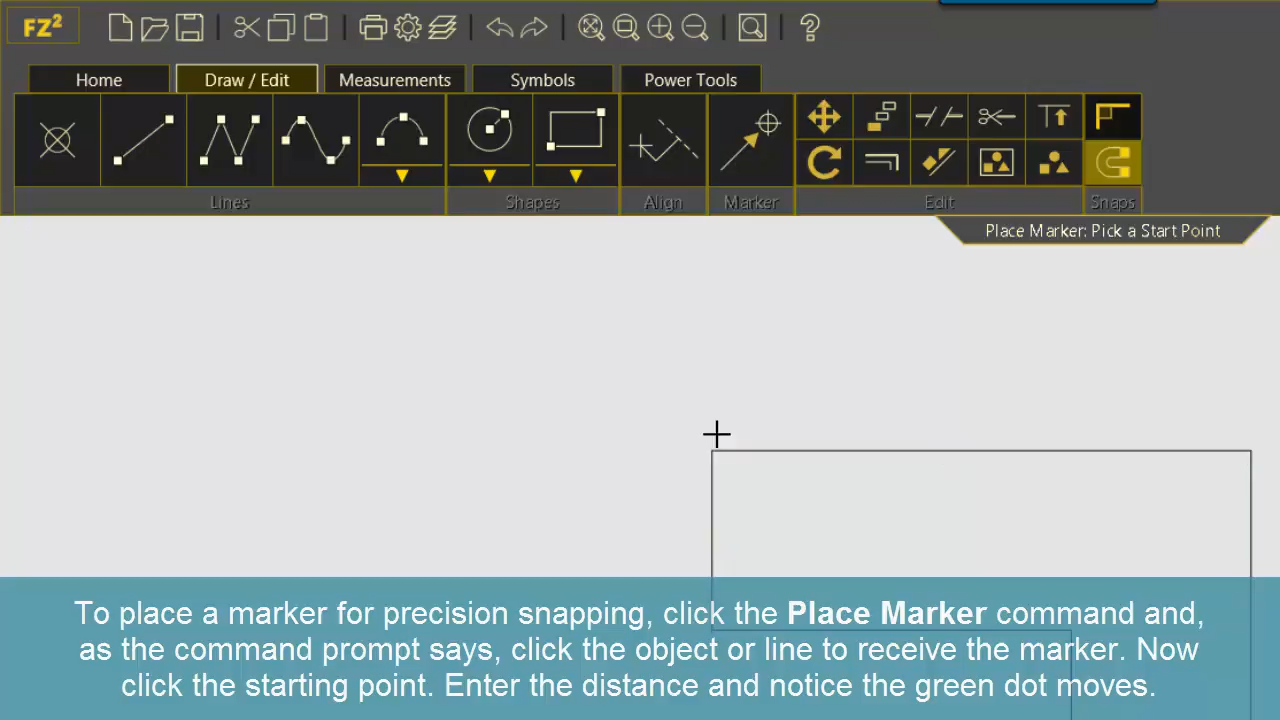 FZ²
Home Draw / Edit Measurements Symbols Power Tools
Lines Shapes Align Marker Edit Snaps
Place Marker: Pick a Start Point
To place a marker for precision snapping, click the Place Marker command and,
as the command prompt says, click the object or line to receive the marker. Now
click the starting point. Enter the distance and notice the green dot moves.